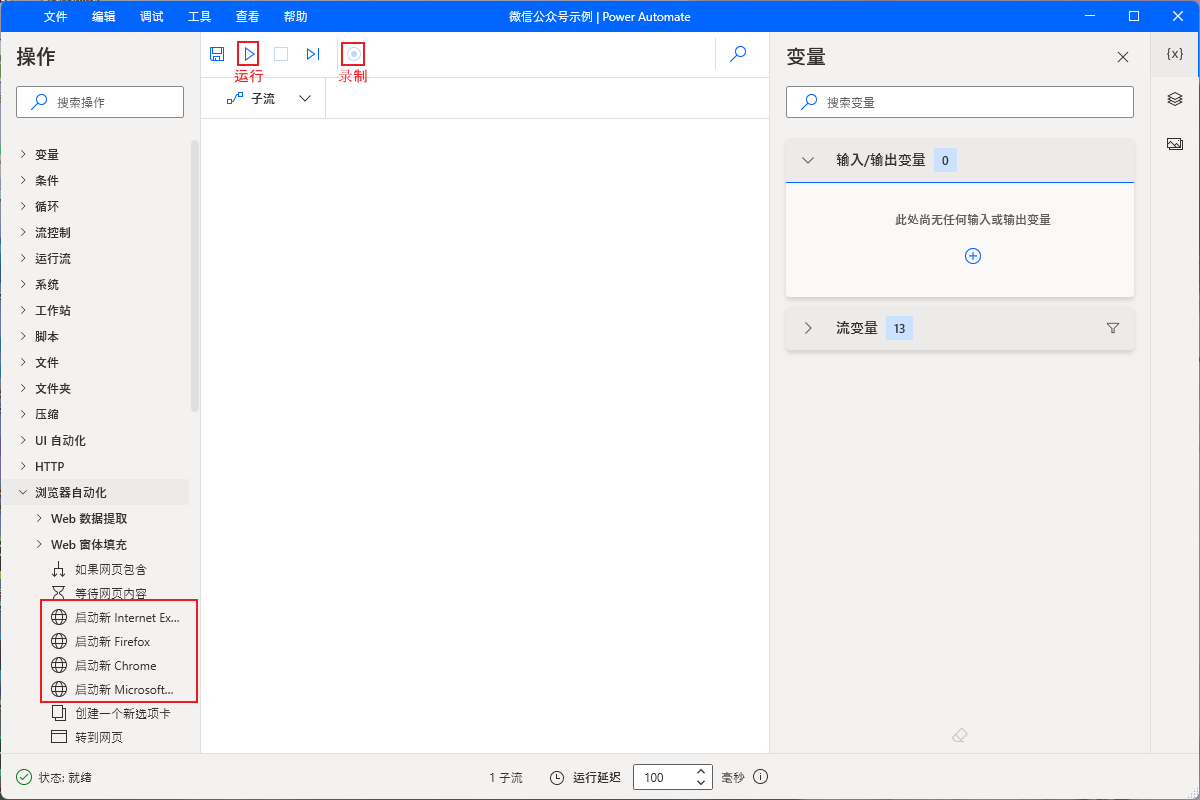 文件 编辑 调试 工具 查看 帮助 微信公众号示例 | Power Automate
操作
搜索操作
变量
条件
循环
流控制
运行流
系统
工作站
脚本
文件
文件夹
压缩
UI 自动化
HTTP
浏览器自动化
Web 数据提取
Web 窗体填充
如果网页包含
等待网页内容
启动新 Internet Ex...
启动新 Firefox
启动新 Chrome
启动新 Microsoft...
创建一个新选项卡
转到网页
运行 录制
子流
变量
{x}
搜索变量
输入/输出变量 0
此处尚无任何输入或输出变量
流变量 13
状态: 就绪 1 子流 运行延迟 100 毫秒